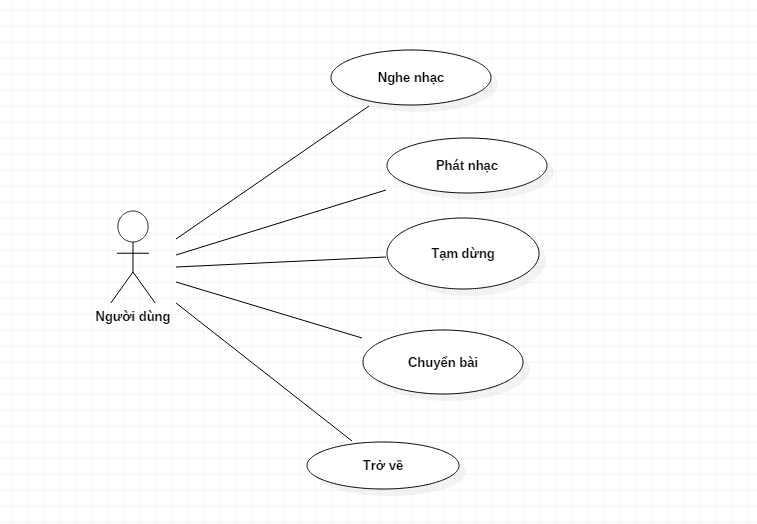 Nghe nhạc
Phát nhạc
Tạm dừng
Người dùng
Chuyển bài
Trở về